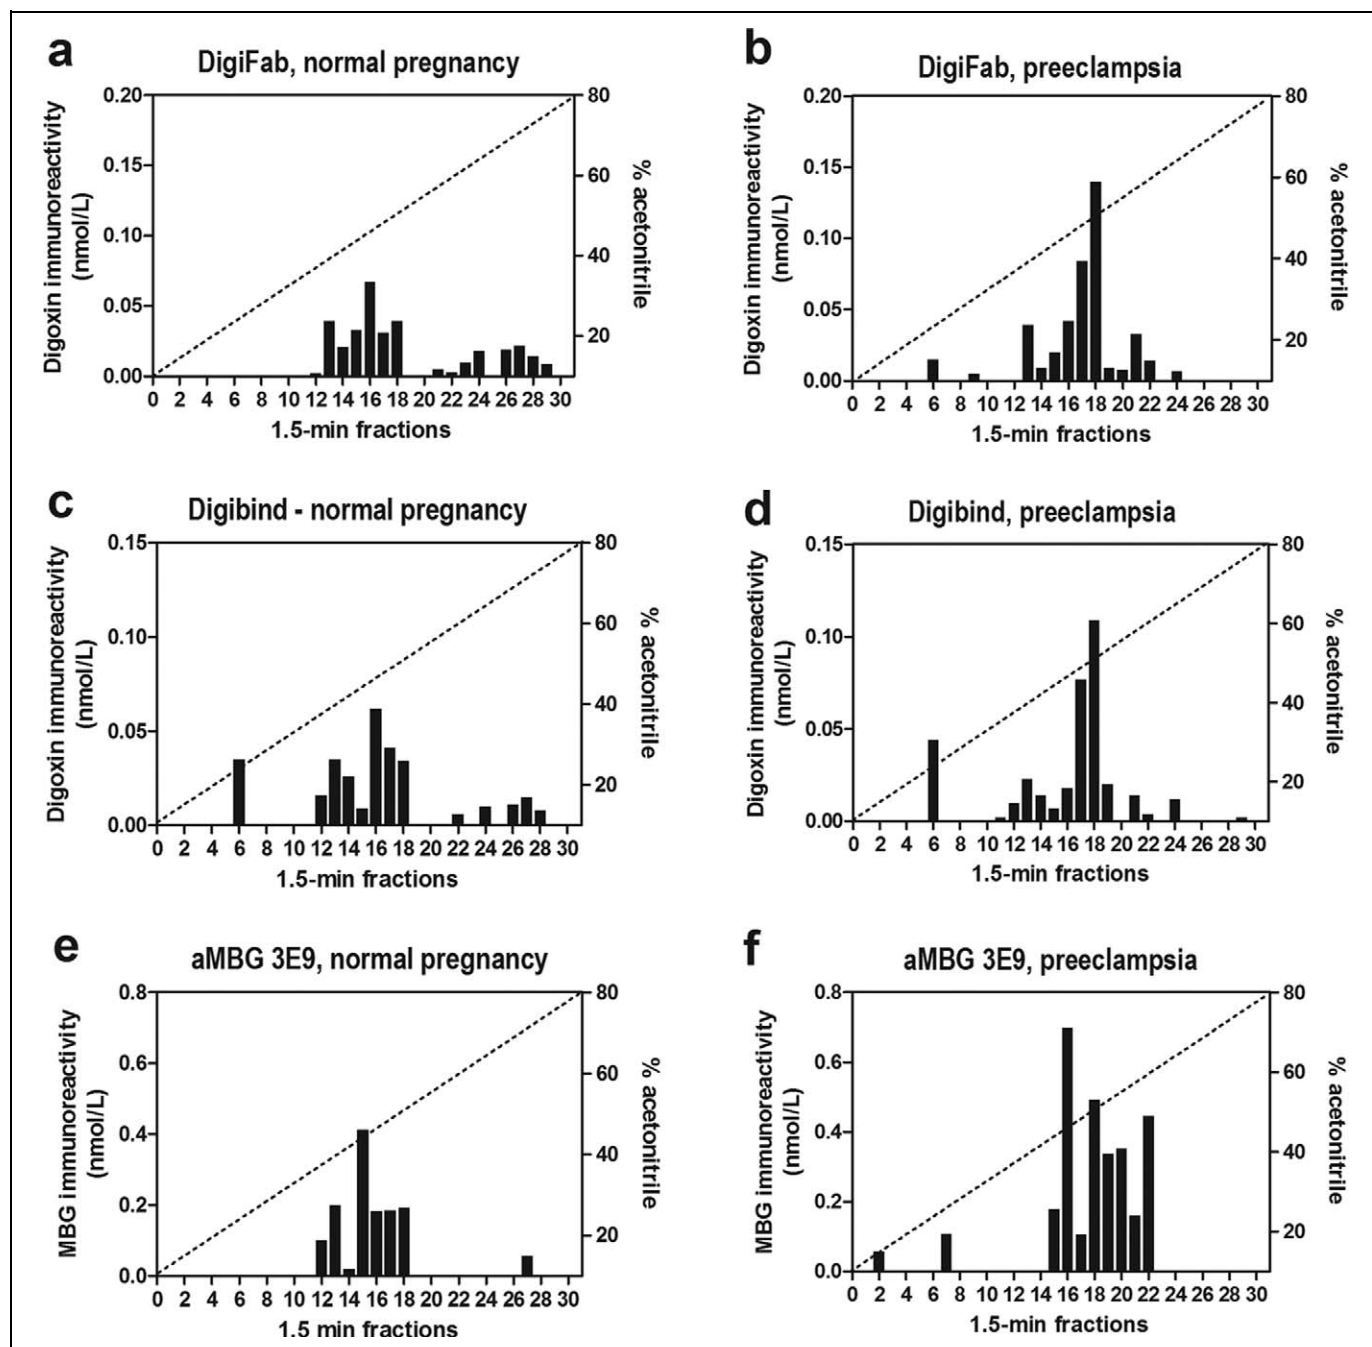 a
DigiFab, normal pregnancy
Digoxin immunoreactivity
(nmol/L)
0.20
0.15
0.10
0.05
0.00
80
60
40
20
% acetonitrile
0 2 4 6 8 10 12 14 16 18 20 22 24 26 28 30
1.5-min fractions
b
DigiFab, preeclampsia
Digoxin immunoreactivity
(nmol/L)
0.20
0.15
0.10
0.05
0.00
80
60
40
20
% acetonitrile
0 2 4 6 8 10 12 14 16 18 20 22 24 26 28 30
1.5-min fractions
c
Digibind - normal pregnancy
Digoxin immunoreactivity
(nmol/L)
0.15
0.10
0.05
0.00
80
60
40
20
% acetonitrile
0 2 4 6 8 10 12 14 16 18 20 22 24 26 28 30
1.5-min fractions
d
Digibind, preeclampsia
Digoxin immunoreactivity
(nmol/L)
0.15
0.10
0.05
0.00
80
60
40
20
% acetonitrile
0 2 4 6 8 10 12 14 16 18 20 22 24 26 28 30
1.5-min fractions
e
aMBG 3E9, normal pregnancy
MBG immunoreactivity
(nmol/L)
0.8
0.6
0.4
0.2
0.0
80
60
40
20
% acetonitrile
0 2 4 6 8 10 12 14 16 18 20 22 24 26 28 30
1.5 min fractions
f
aMBG 3E9, preeclampsia
MBG immunoreactivity
(nmol/L)
0.8
0.6
0.4
0.2
0.0
80
60
40
20
% acetonitrile
0 2 4 6 8 10 12 14 16 18 20 22 24 26 28 30
1.5-min fractions